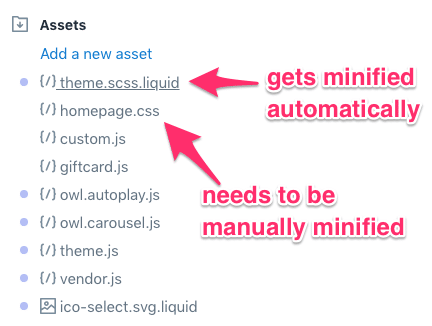 Assets
Add a new asset
theme.scss.liquid
gets minified
automatically
homepage.css
custom.js
giftcard.js
owl.autoplay.js
needs to be
manually minified
owl.carousel.js
theme.js
vendor.js
ico-select.svg.liquid